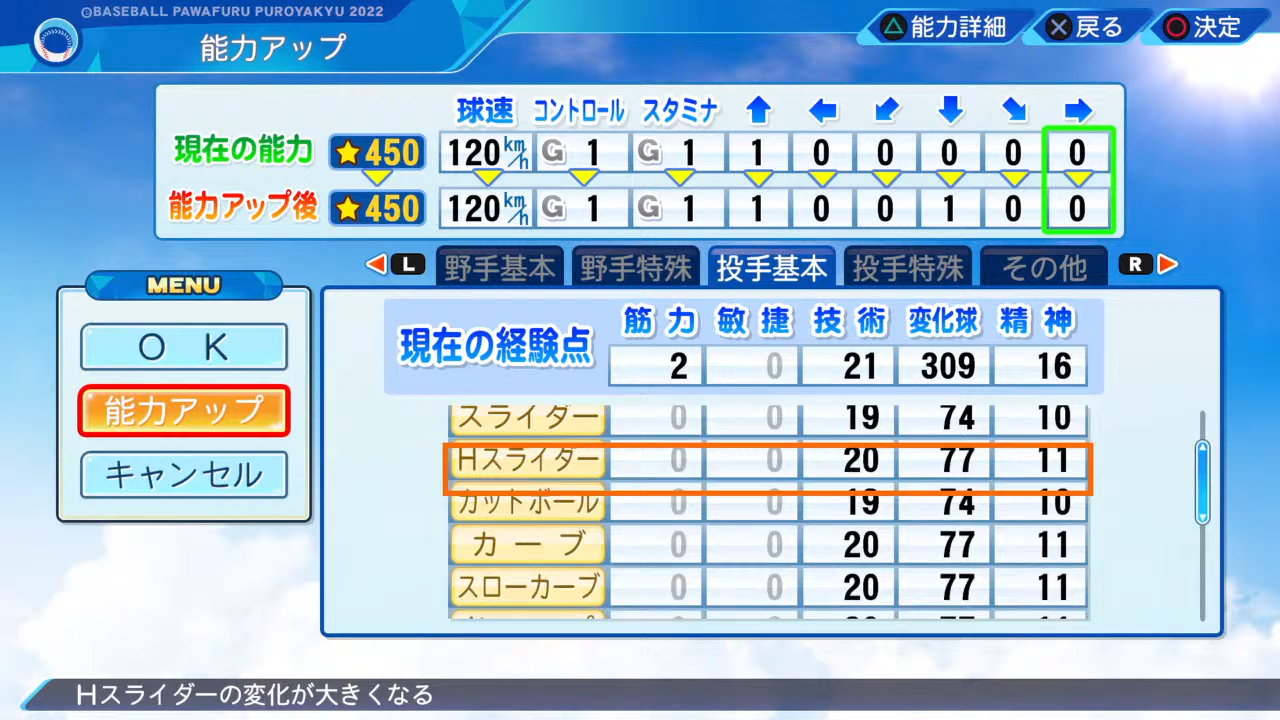 ©BASEBALL PAWAFURU PUROYAKYU 2022
能力アップ
能力詳細 戻る 決定
球速 コントロール スタミナ
現在の能力 450 120 km/h G 1 G 1 1 0 0 0 0 0
能力アップ後 450 120 km/h G 1 G 1 1 0 0 1 0 0
L 野手基本 野手特殊 投手基本 投手特殊 その他 R
MENU
OK
能力アップ
キャンセル
筋力 敏捷 技術 変化球 精神
現在の経験点 2 0 21 309 16
スライダー 0 0 19 74 10
Hスライダー 0 0 20 77 11
カットボール 0 0 19 74 10
カーブ 0 0 20 77 11
スローカーブ 0 0 20 77 11
Hスライダーの変化が大きくなる